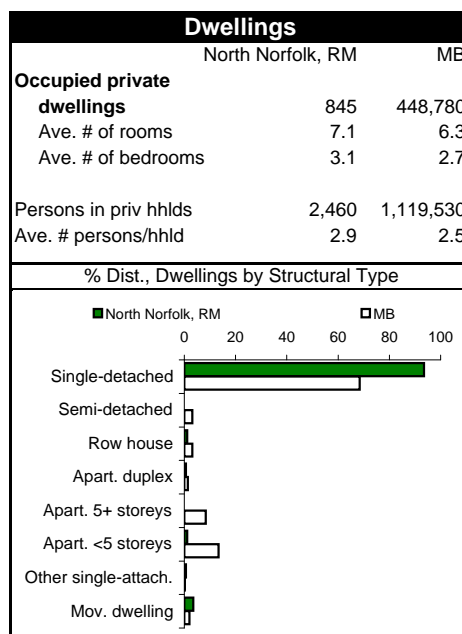 Dwellings
North Norfolk, RM MB
Occupied private
dwellings 845 448,780
Ave. # of rooms 7.1 6.3
Ave. # of bedrooms 3.1 2.7
Persons in priv hhlds 2,460 1,119,530
Ave. # persons/hhld 2.9 2.5
% Dist., Dwellings by Structural Type
North Norfolk, RM MB
0 20 40 60 80 100
Single-detached
Semi-detached
Row house
Apart. duplex
Apart. 5+ storeys
Apart. <5 storeys
Other single-attach.
Mov. dwelling